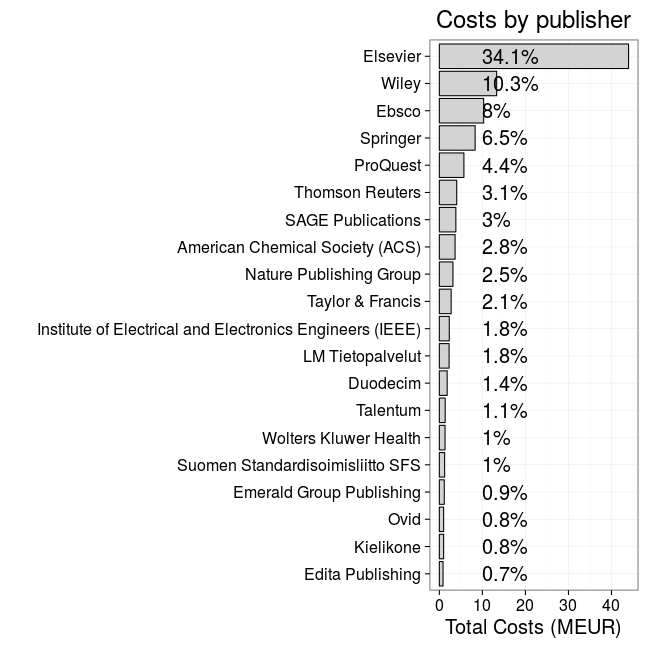 Costs by publisher
Elsevier 34.1%
Wiley 10.3%
Ebsco 8%
Springer 6.5%
ProQuest 4.4%
Thomson Reuters 3.1%
SAGE Publications 3%
American Chemical Society (ACS) 2.8%
Nature Publishing Group 2.5%
Taylor & Francis 2.1%
Institute of Electrical and Electronics Engineers (IEEE) 1.8%
LM Tietopalvelut 1.8%
Duodecim 1.4%
Talentum 1.1%
Wolters Kluwer Health 1%
Suomen Standardisoimisliitto SFS 1%
Emerald Group Publishing 0.9%
Ovid 0.8%
Kielikone 0.8%
Edita Publishing 0.7%
0 10 20 30 40
Total Costs (MEUR)